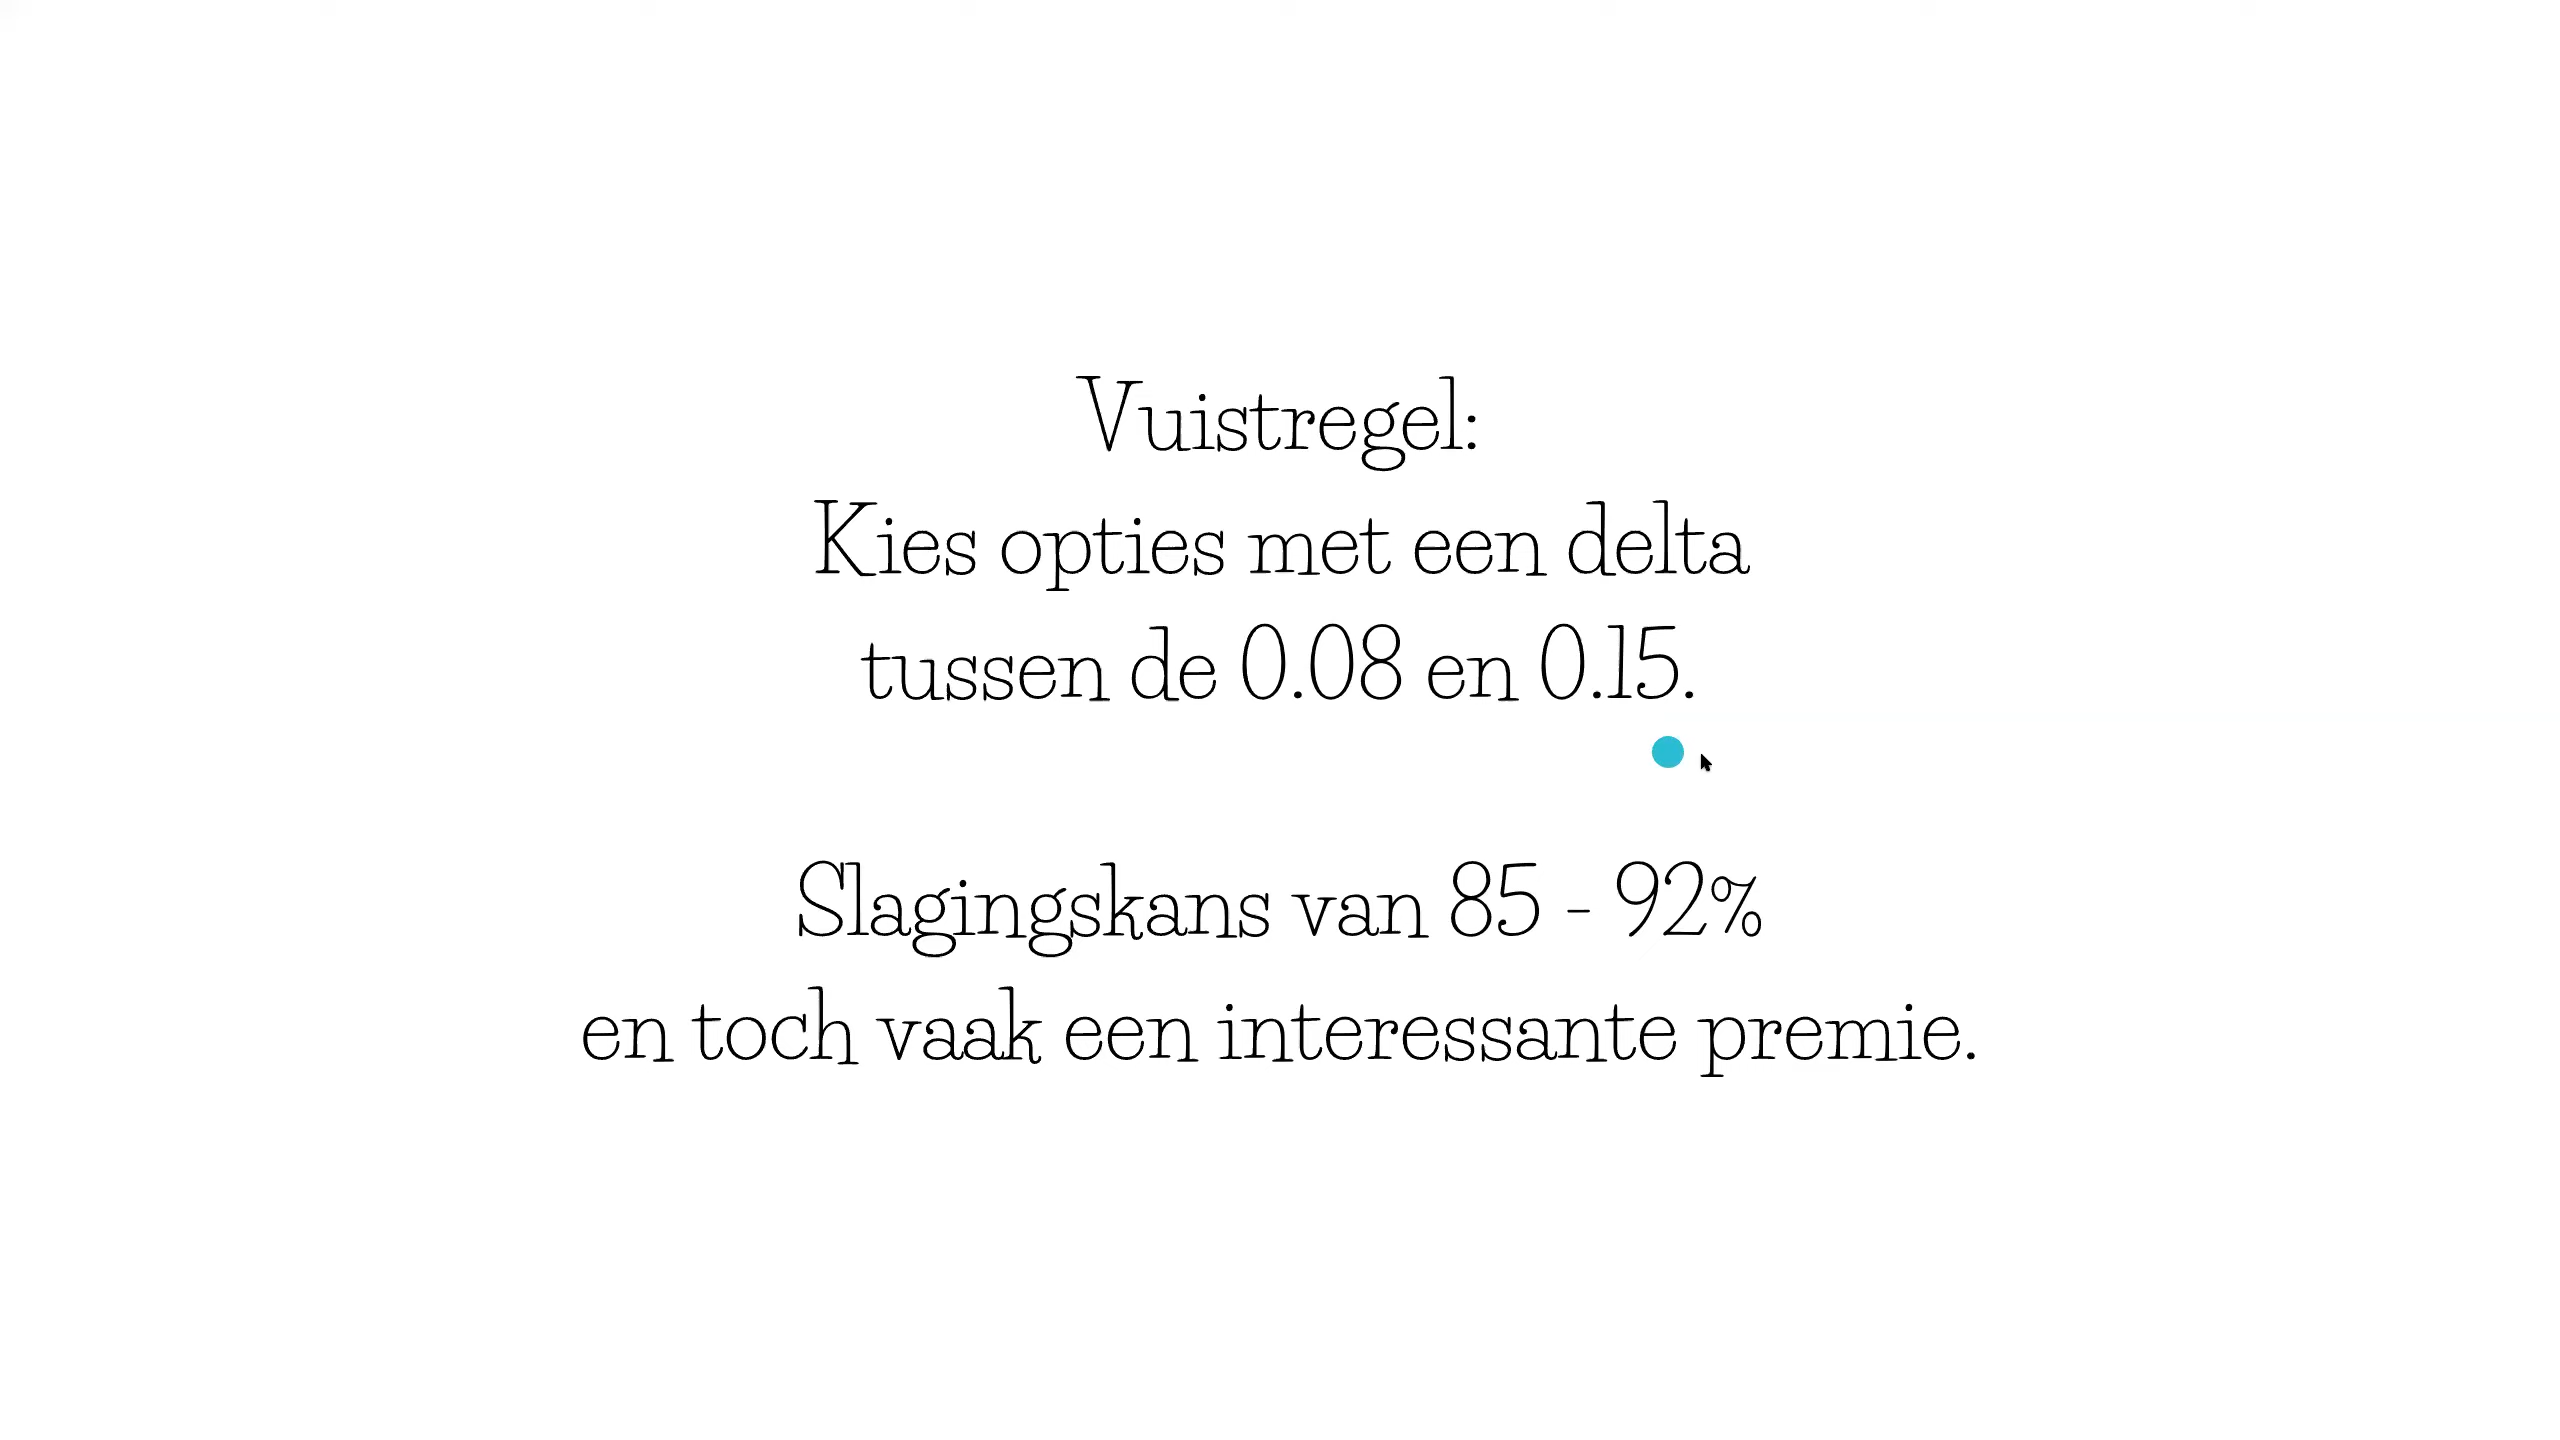 Vuistregel:
Kies opties met een delta
tussen de 0.08 en 0.15.
Slagingskans van 85 - 92%
en toch vaak een interessante premie.